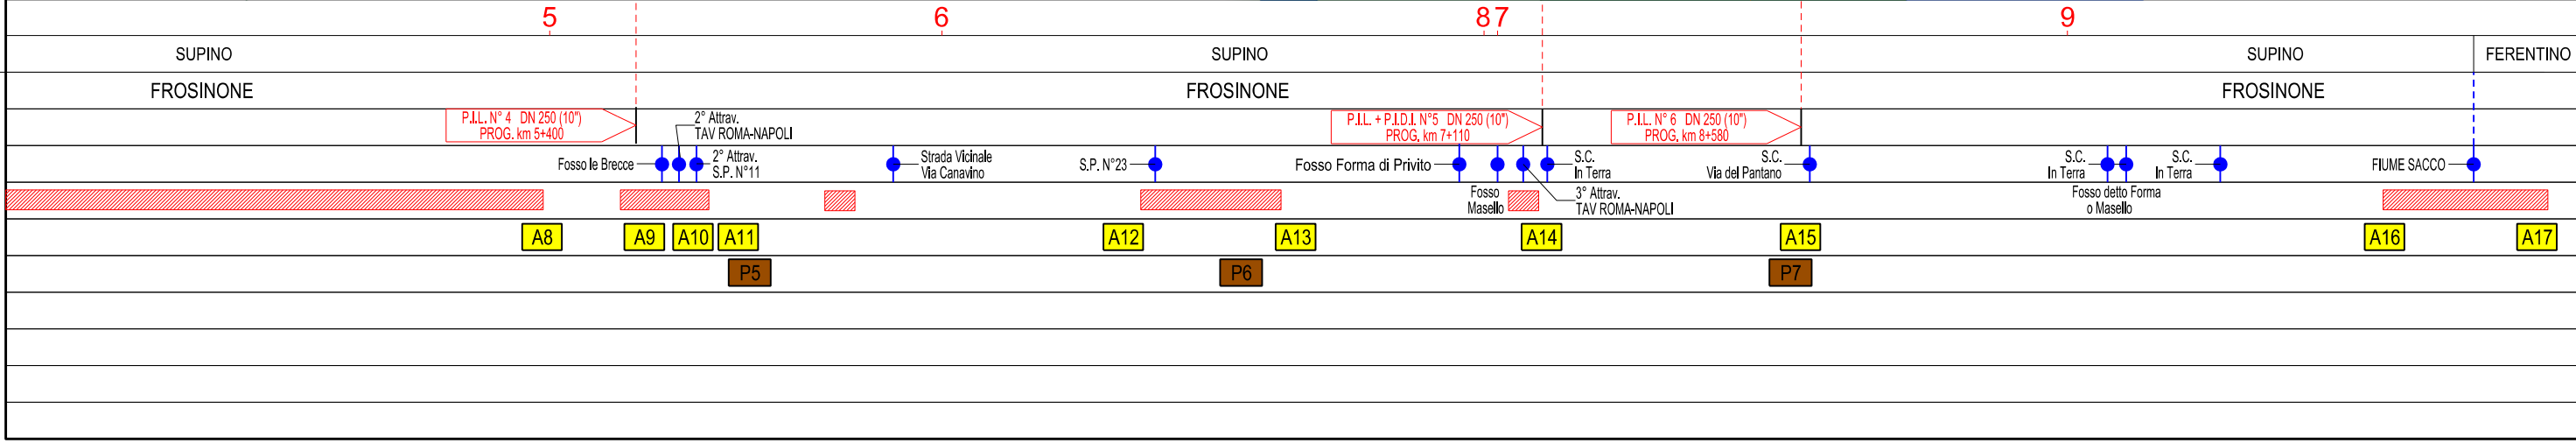 5 6 8 7 9
SUPINO SUPINO SUPINO FERENTINO
FROSINONE FROSINONE FROSINONE
P.I.L. N° 4 DN 250 (10")
PROG. km 5+400
2° Attrav.
TAV ROMA-NAPOLI
P.I.L. + P.I.D.I. N°5 DN 250 (10")
PROG. km 7+110
P.I.L. N° 6 DN 250 (10")
PROG. km 8+580
Fosso le Brecce
2° Attrav.
S.P. N°11
Strada Vicinale
Via Canavino
S.P. N°23
Fosso Forma di Privito
S.C.
In Terra
S.C.
Via del Pantano
S.C.
In Terra
S.C.
In Terra
FIUME SACCO
Fosso
Masello
3° Attrav.
TAV ROMA-NAPOLI
Fosso detto Forma
o Masello
A8 A9 A10 A11 A12 A13 A14 A15 A16 A17
P5 P6 P7